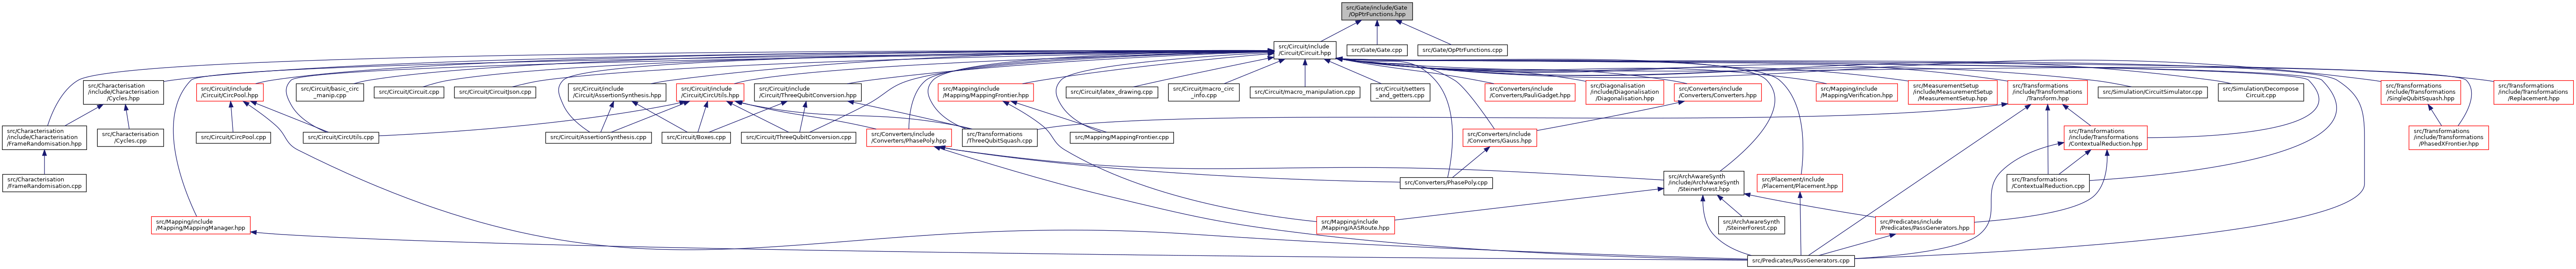 src/Gate/include/Gate
/OpPtrFunctions.hpp
src/Circuit/include
/Circuit/Circuit.hpp
src/Gate/Gate.cpp
src/Gate/OpPtrFunctions.cpp
src/Characterisation
/include/Characterisation
/Cycles.hpp
src/Circuit/include
/Circuit/CircPool.hpp
src/Circuit/basic_circ
_manip.cpp
src/Circuit/Circuit.cpp
src/Circuit/CircuitJson.cpp
src/Circuit/include
/Circuit/AssertionSynthesis.hpp
src/Circuit/include
/Circuit/CircUtils.hpp
src/Circuit/include
/Circuit/ThreeQubitConversion.hpp
src/Mapping/include
/Mapping/MappingFrontier.hpp
src/Circuit/latex_drawing.cpp
src/Circuit/macro_circ
_info.cpp
src/Circuit/macro_manipulation.cpp
src/Circuit/setters
_and_getters.cpp
src/Converters/include
/Converters/PauliGadget.hpp
src/Diagonalisation
/include/Diagonalisation
/Diagonalisation.hpp
src/Converters/include
/Converters/Converters.hpp
src/Mapping/include
/Mapping/Verification.hpp
src/MeasurementSetup
/include/MeasurementSetup
/MeasurementSetup.hpp
src/Transformations
/include/Transformations
/Transform.hpp
src/Simulation/CircuitSimulator.cpp
src/Simulation/Decompose
Circuit.cpp
src/Transformations
/include/Transformations
/SingleQubitSquash.hpp
src/Transformations
/include/Transformations
/Replacement.hpp
src/Characterisation
/include/Characterisation
/FrameRandomisation.hpp
src/Characterisation
/Cycles.cpp
src/Circuit/CircPool.cpp
src/Circuit/CircUtils.cpp
src/Circuit/AssertionSynthesis.cpp
src/Circuit/Boxes.cpp
src/Circuit/ThreeQubitConversion.cpp
src/Converters/include
/Converters/PhasePoly.hpp
src/Transformations
/ThreeQubitSquash.cpp
src/Mapping/MappingFrontier.cpp
src/Converters/include
/Converters/Gauss.hpp
src/Transformations
/include/Transformations
/ContextualReduction.hpp
src/Transformations
/include/Transformations
/PhasedXFrontier.hpp
src/Characterisation
/FrameRandomisation.cpp
src/Converters/PhasePoly.cpp
src/ArchAwareSynth
/include/ArchAwareSynth
/SteinerForest.hpp
src/Placement/include
/Placement/Placement.hpp
src/Transformations
/ContextualReduction.cpp
src/Mapping/include
/Mapping/MappingManager.hpp
src/Mapping/include
/Mapping/AASRoute.hpp
src/ArchAwareSynth
/SteinerForest.cpp
src/Predicates/include
/Predicates/PassGenerators.hpp
src/Predicates/PassGenerators.cpp